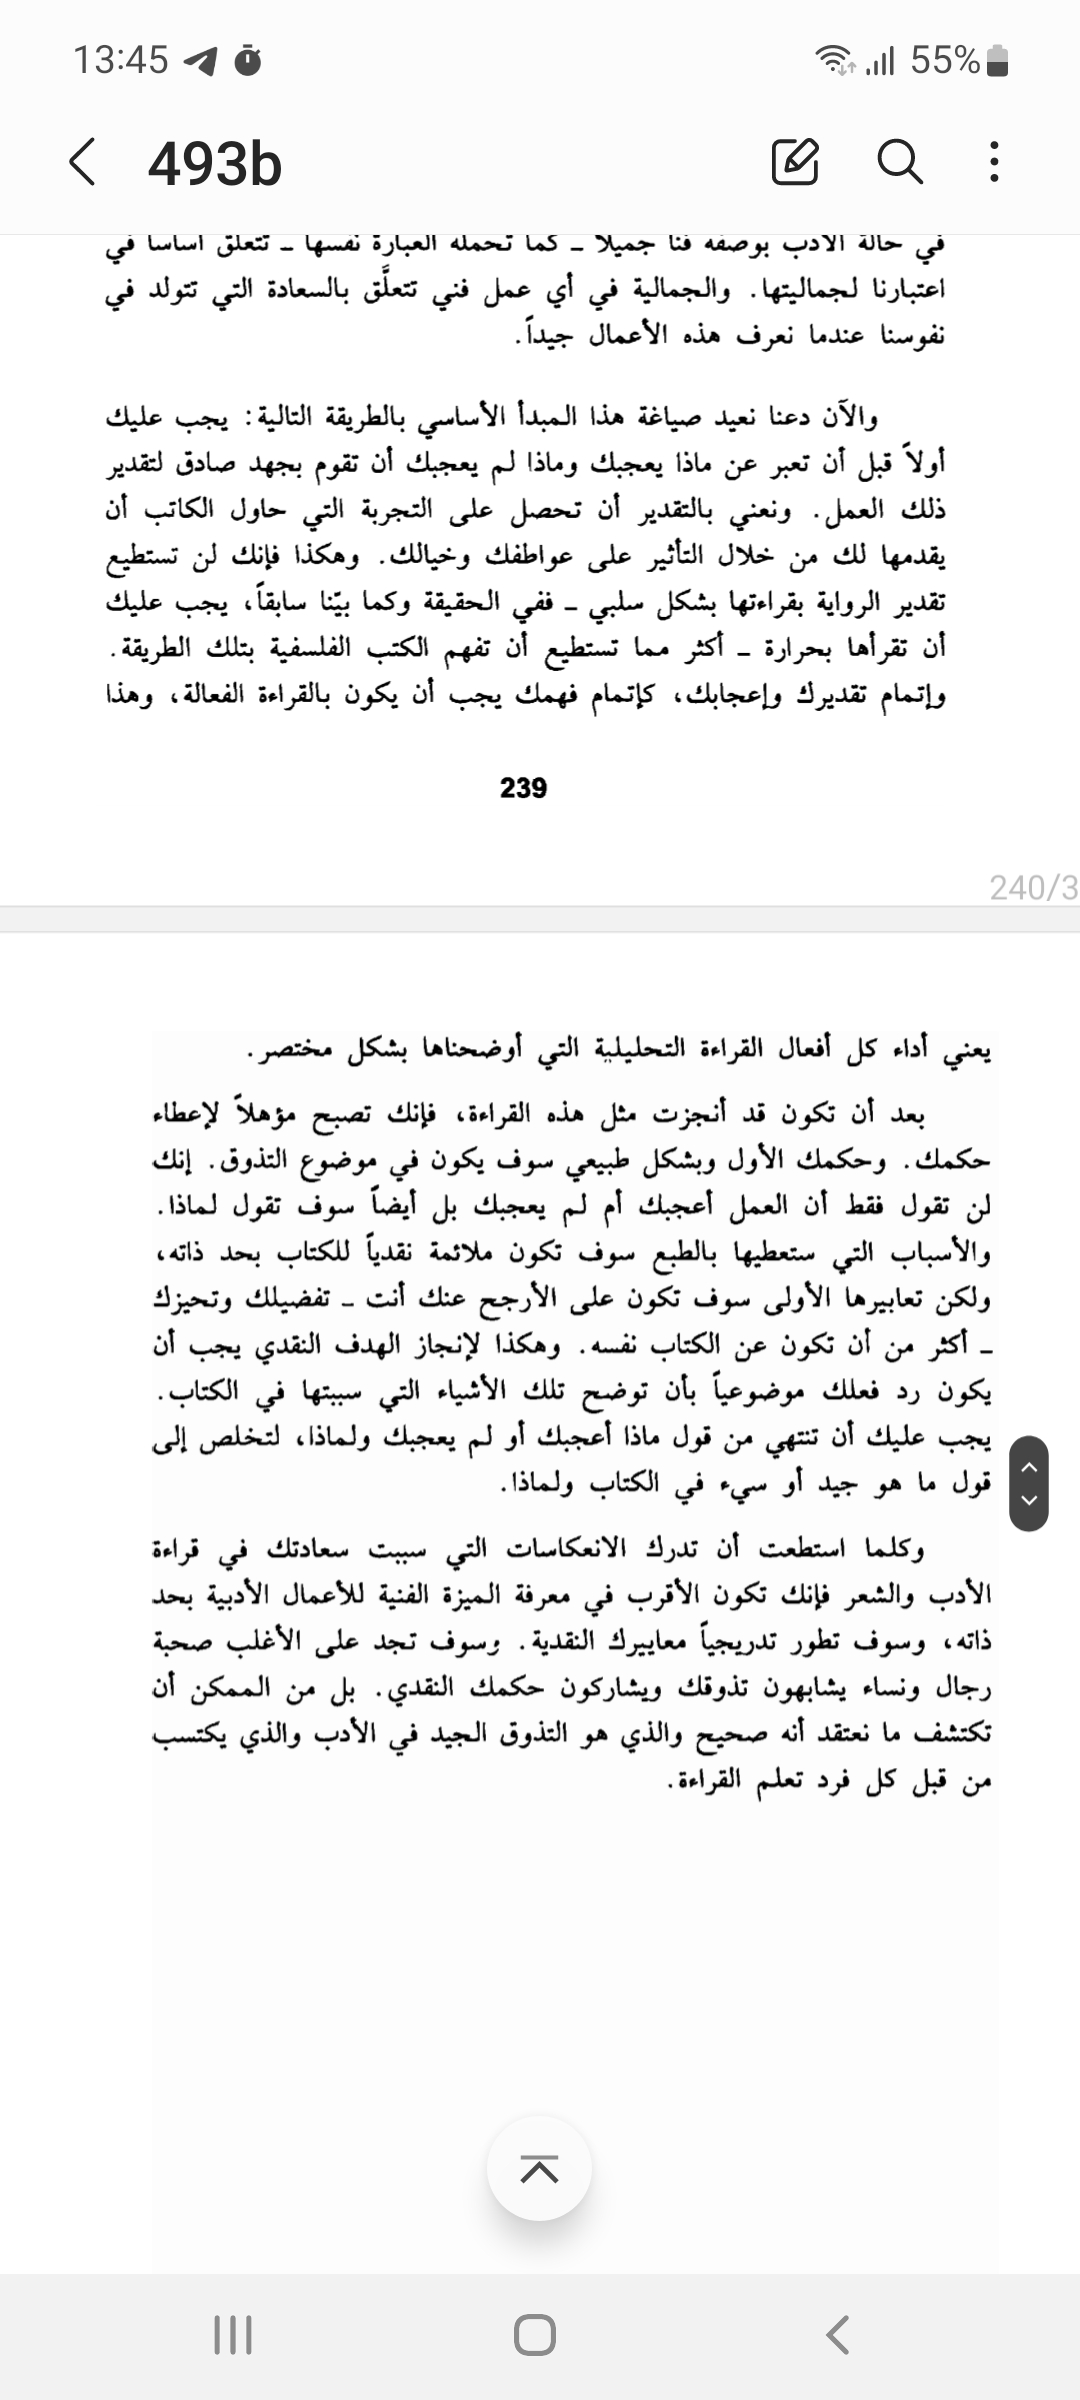 13:45
55%
493b
في حالة الأدب بوصفه فناً جميلاً ـ كما تحمله العبارة نفسها ـ تتعلق أساساً في
اعتبارنا لجماليتها. والجمالية في أي عمل فني تتعلَّق بالسعادة التي تتولد في
نفوسنا عندما نعرف هذه الأعمال جيداً.
والآن دعنا نعيد صياغة هذا المبدأ الأساسي بالطريقة التالية: يجب عليك
أولاً قبل أن تعبر عن ماذا يعجبك وماذا لم يعجبك أن تقوم بجهد صادق لتقدير
ذلك العمل. ونعني بالتقدير أن تحصل على التجربة التي حاول الكاتب أن
يقدمها لك من خلال التأثير على عواطفك وخيالك. وهكذا فإنك لن تستطيع
تقدير الرواية بقراءتها بشكل سلبي ـ ففي الحقيقة وكما بيّنا سابقاً، يجب عليك
أن تقرأها بحرارة ـ أكثر مما تستطيع أن تفهم الكتب الفلسفية بتلك الطريقة.
وإتمام تقديرك وإعجابك، كإتمام فهمك يجب أن يكون بالقراءة الفعالة، وهذا
239
240/3
يعني أداء كل أفعال القراءة التحليلية التي أوضحناها بشكل مختصر.
بعد أن تكون قد أنجزت مثل هذه القراءة، فإنك تصبح مؤهلاً لإعطاء
حكمك. وحكمك الأول وبشكل طبيعي سوف يكون في موضوع التذوق. إنك
لن تقول فقط أن العمل أعجبك أم لم يعجبك بل أيضاً سوف تقول لماذا.
والأسباب التي ستعطيها بالطبع سوف تكون ملائمة نقدياً للكتاب بحد ذاته،
ولكن تعابيرها الأولى سوف تكون على الأرجح عنك أنت ـ تفضيلك وتحيزك
ـ أكثر من أن تكون عن الكتاب نفسه. وهكذا لإنجاز الهدف النقدي يجب أن
يكون رد فعلك موضوعياً بأن توضح تلك الأشياء التي سببتها في الكتاب.
يجب عليك أن تنتهي من قول ماذا أعجبك أو لم يعجبك ولماذا، لتخلص إلى
قول ما هو جيد أو سيء في الكتاب ولماذا.
وكلما استطعت أن تدرك الانعكاسات التي سببت سعادتك في قراءة
الأدب والشعر فإنك تكون الأقرب في معرفة الميزة الفنية للأعمال الأدبية بحد
ذاته، وسوف تطور تدريجياً معاييرك النقدية. وسوف تجد على الأغلب صحبة
رجال ونساء يشابهون تذوقك ويشاركون حكمك النقدي. بل من الممكن أن
تكتشف ما نعتقد أنه صحيح والذي هو التذوق الجيد في الأدب والذي يكتسب
من قبل كل فرد تعلم القراءة.